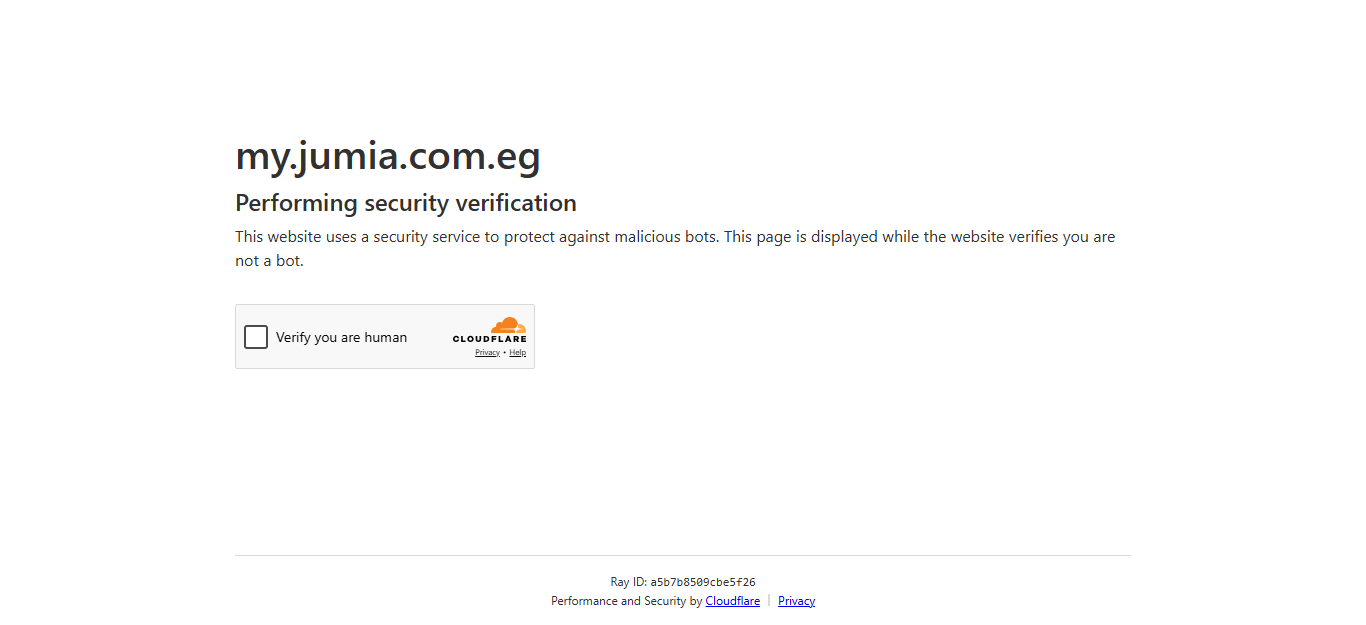 my.jumia.com.eg
Performing security verification
This website uses a security service to protect against malicious bots. This page is displayed while the website verifies you are
not a bot.
Verify you are human
CLOUDFLARE
Privacy • Help
Ray ID: a5b7b8509cbe5f26
Performance and Security by Cloudflare | Privacy